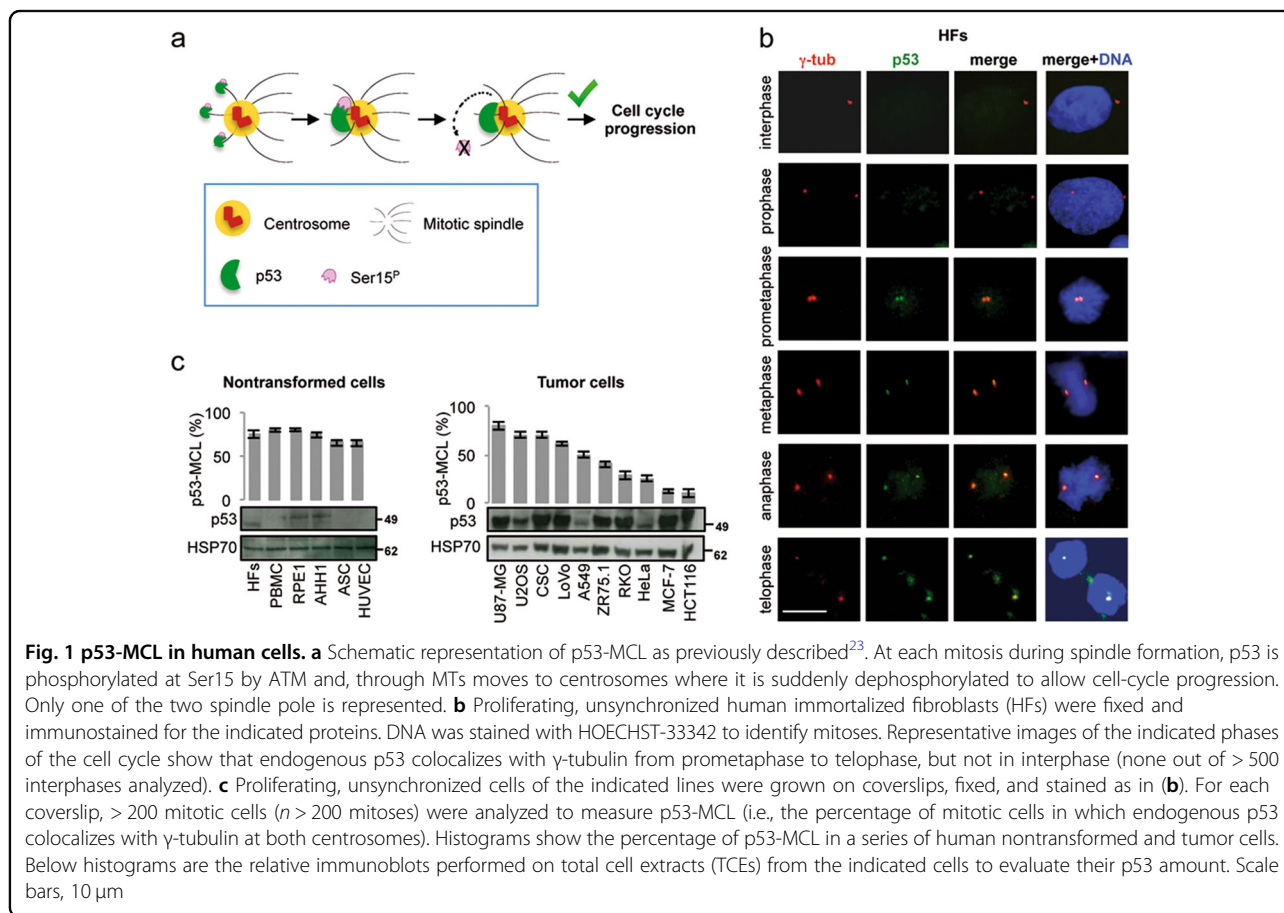 a
Cell cycle
progression
X
Centrosome
Mitotic spindle
p53
Ser15ᴾ
b
HFs
γ-tub p53 merge merge+DNA
interphase
prophase
prometaphase
metaphase
anaphase
telophase
c
Nontransformed cells
p53-MCL (%)
100
50
0
p53
49
HSP70
62
HFs
PBMC
RPE1
AHH1
ASC
HUVEC
Tumor cells
p53-MCL (%)
100
50
0
p53
49
HSP70
62
U87-MG
U2OS
CSC
LoVo
A549
ZR75.1
RKO
HeLa
MCF-7
HCT116
Fig. 1 p53-MCL in human cells. a Schematic representation of p53-MCL as previously described²³. At each mitosis during spindle formation, p53 is
phosphorylated at Ser15 by ATM and, through MTs moves to centrosomes where it is suddenly dephosphorylated to allow cell-cycle progression.
Only one of the two spindle pole is represented. b Proliferating, unsynchronized human immortalized fibroblasts (HFs) were fixed and
immunostained for the indicated proteins. DNA was stained with HOECHST-33342 to identify mitoses. Representative images of the indicated phases
of the cell cycle show that endogenous p53 colocalizes with γ-tubulin from prometaphase to telophase, but not in interphase (none out of > 500
interphases analyzed). c Proliferating, unsynchronized cells of the indicated lines were grown on coverslips, fixed, and stained as in (b). For each
coverslip, > 200 mitotic cells (n > 200 mitoses) were analyzed to measure p53-MCL (i.e., the percentage of mitotic cells in which endogenous p53
colocalizes with γ-tubulin at both centrosomes). Histograms show the percentage of p53-MCL in a series of human nontransformed and tumor cells.
Below histograms are the relative immunoblots performed on total cell extracts (TCEs) from the indicated cells to evaluate their p53 amount. Scale
bars, 10 μm